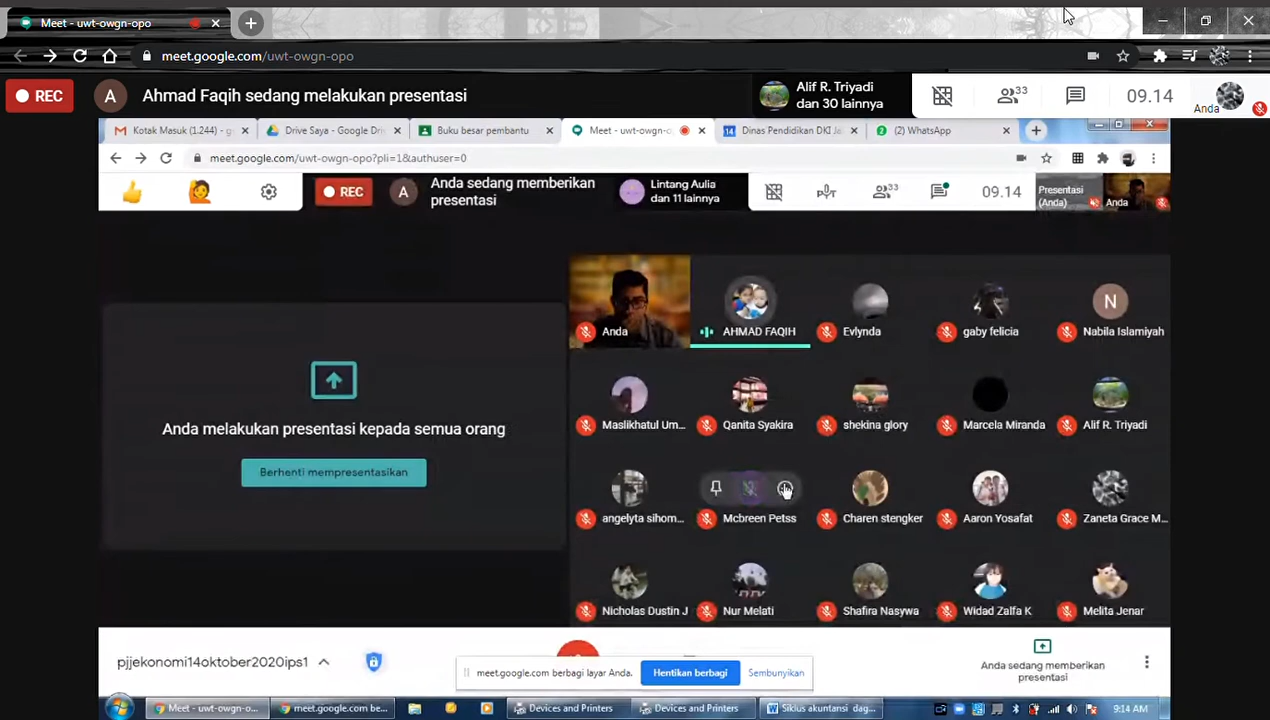 Meet - uwt-owgn-opo
meet.google.com/uwt-owgn-opo
REC
A
Ahmad Faqih sedang melakukan presentasi
Alif R. Triyadi
dan 30 lainnya
33
09.14
Anda
Kotak Masuk (1.244) - g
Drive Saya - Google Dri
Buku besar pembantu
Meet - uwt-owgn-o
14
Dinas Pendidikan DKI Ja
2
(2) WhatsApp
meet.google.com/uwt-owgn-opo?pli=1&authuser=0
REC
A
Anda sedang memberikan
presentasi
Lintang Aulia
dan 11 lainnya
33
09.14
Presentasi
(Anda)
Anda
Anda
AHMAD FAQIH
Evlynda
gaby felicia
N
Nabila Islamiyah
Anda melakukan presentasi kepada semua orang
Berhenti mempresentasikan
Maslikhatul Um...
Qanita Syakira
shekina glory
Marcela Miranda
Alif R. Triyadi
angelyta sihom...
Mcbreen Petss
Charen stengker
Aaron Yosafat
Zaneta Grace M...
Nicholas Dustin J
Nur Melati
Shafira Nasywa
Widad Zalfa K
Melita Jenar
pjjekonomi14oktober2020ips1
meet.google.com berbagi layar Anda.
Hentikan berbagi
Sembunyikan
Anda sedang memberikan
presentasi
Meet - uwt-owgn-o...
meet.google.com be...
Devices and Printers
Devices and Printers
Siklus akuntansi dag...
9:14 AM